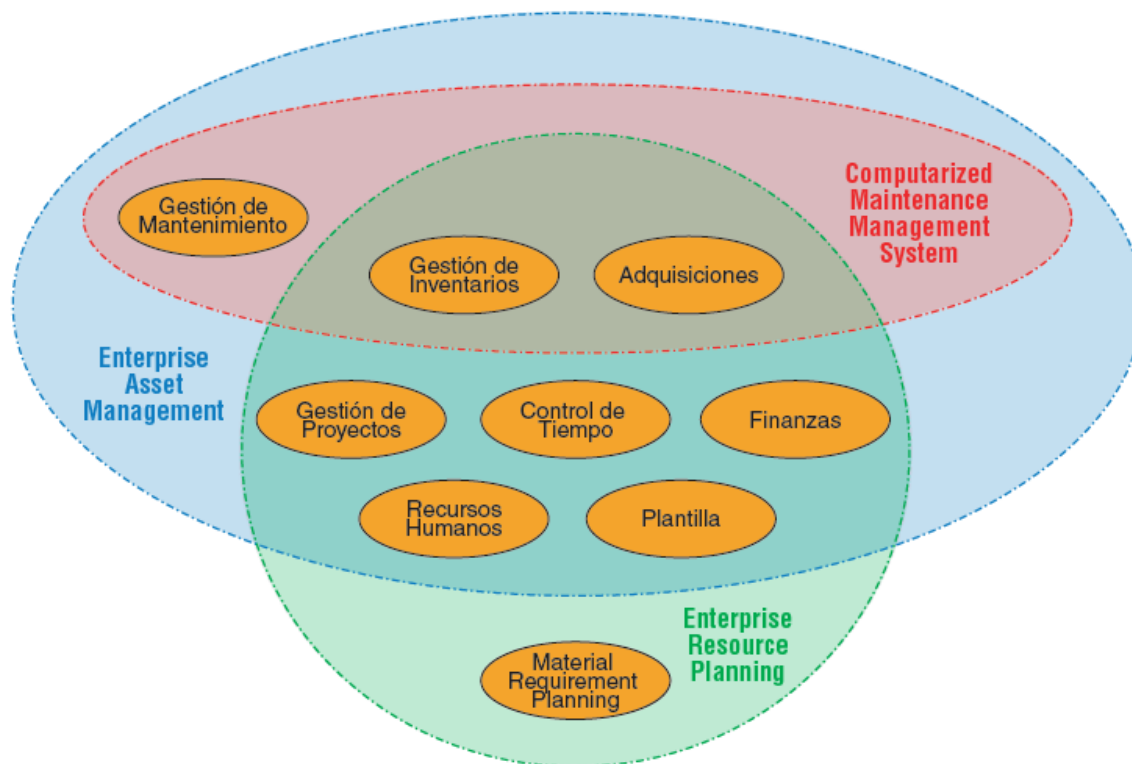 Computarized
Maintenance
Management
System
Gestión de
Mantenimiento
Gestión de
Inventarios
Adquisiciones
Enterprise
Asset
Management
Gestión de
Proyectos
Control de
Tiempo
Finanzas
Recursos
Humanos
Plantilla
Enterprise
Resource
Planning
Material
Requirement
Planning